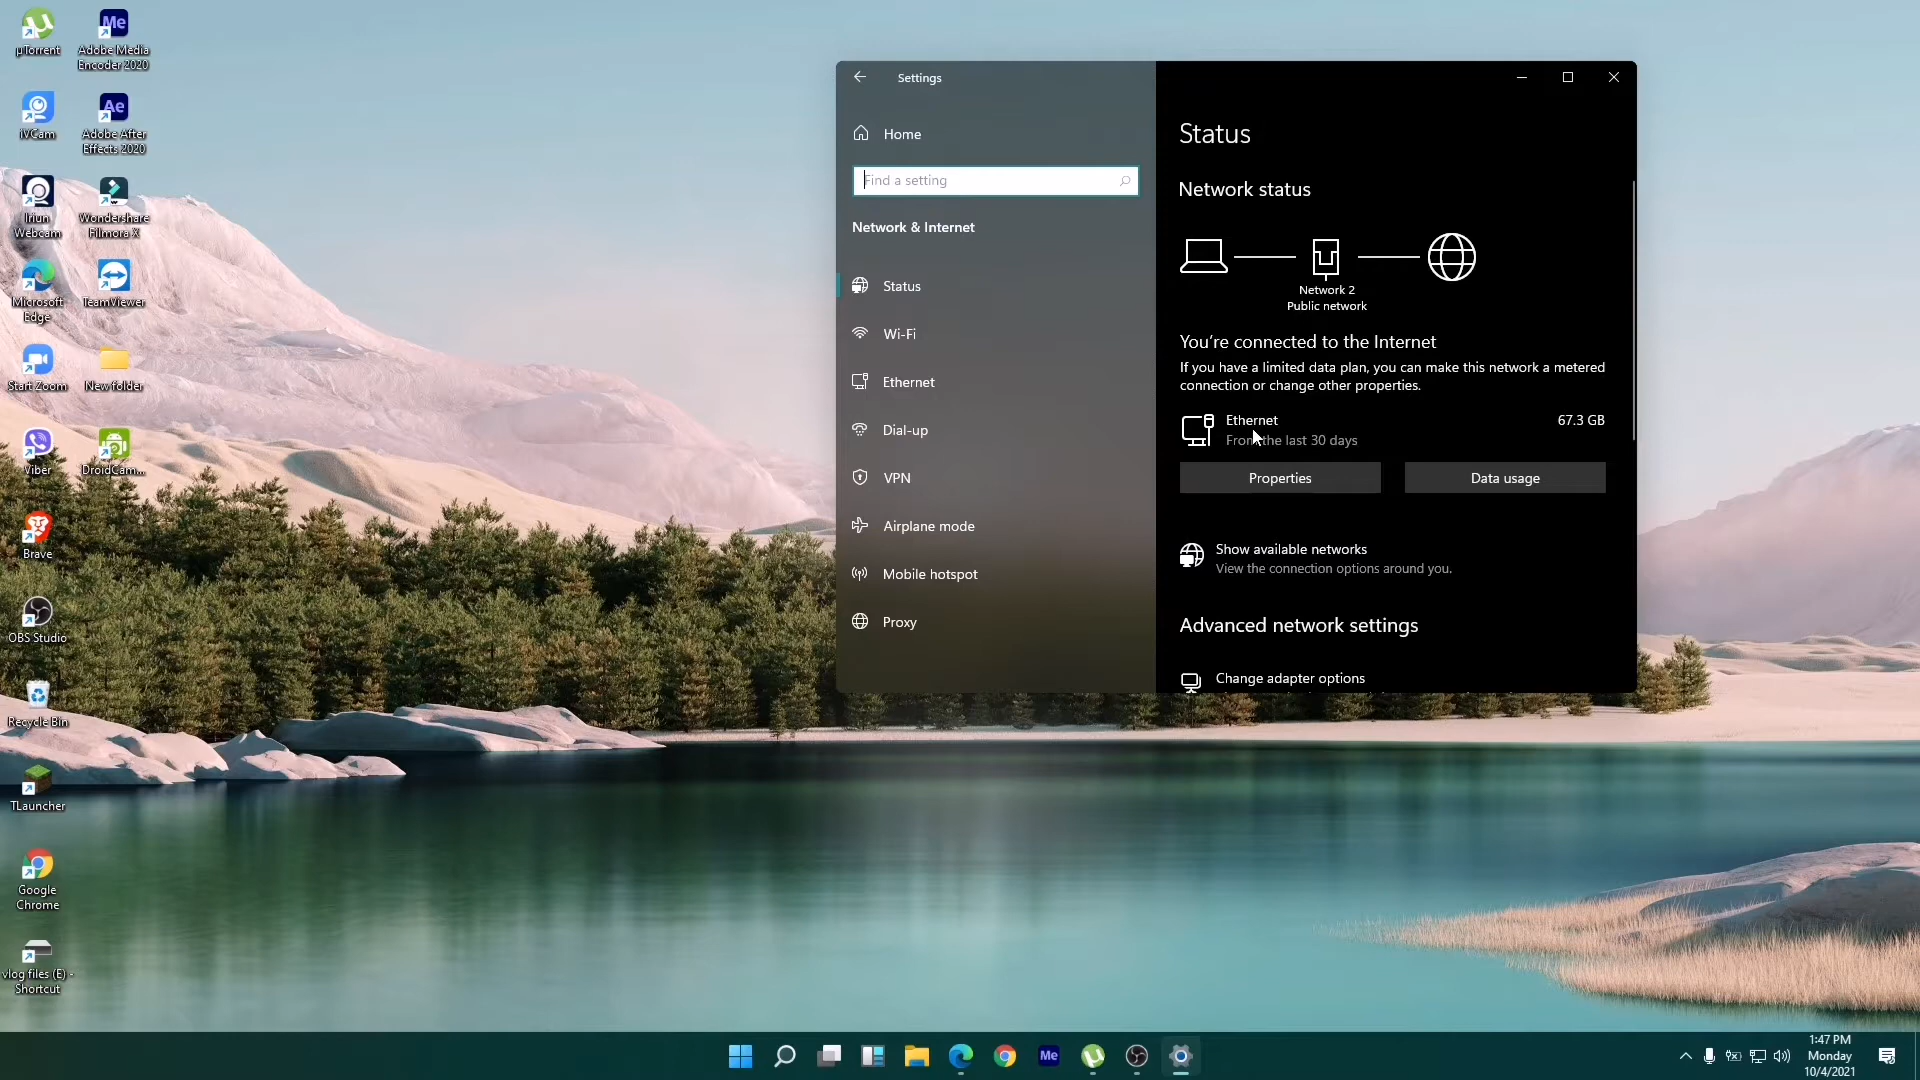 µTorrent
Adobe Media
Encoder 2020
iVCam
Adobe After
Effects 2020
Iriun
Webcam
Wondershare
Filmora X
Microsoft
Edge
TeamViewer
Start Zoom
New folder
Viber
DroidCam...
Brave
OBS Studio
Recycle Bin
TLauncher
Google
Chrome
vlog files (E) -
Shortcut
Settings
Home
Find a setting
Network & Internet
Status
Wi-Fi
Ethernet
Dial-up
VPN
Airplane mode
Mobile hotspot
Proxy
Status
Network status
Network 2
Public network
You're connected to the Internet
If you have a limited data plan, you can make this network a metered
connection or change other properties.
Ethernet
67.3 GB
From the last 30 days
Properties
Data usage
Show available networks
View the connection options around you.
Advanced network settings
Change adapter options
Me
Ae
Me
1:47 PM
Monday
10/4/2021